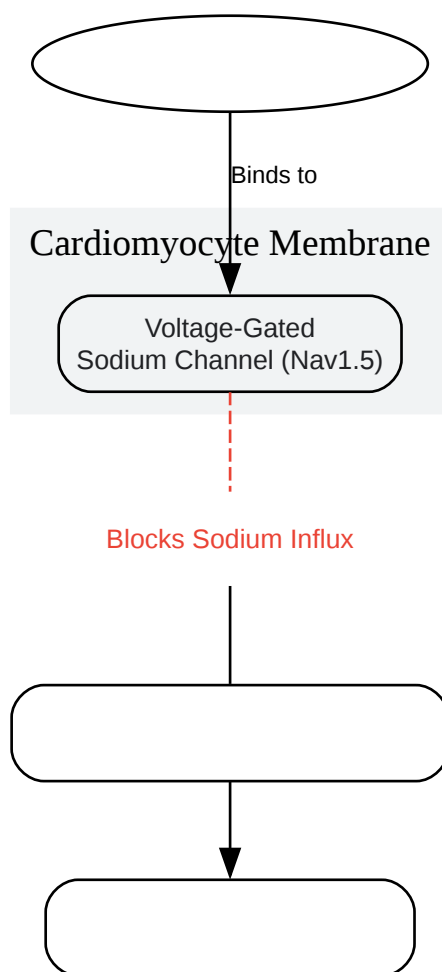 Binds to
Cardiomyocyte Membrane
Voltage-Gated
Sodium Channel (Nav1.5)
Blocks Sodium Influx